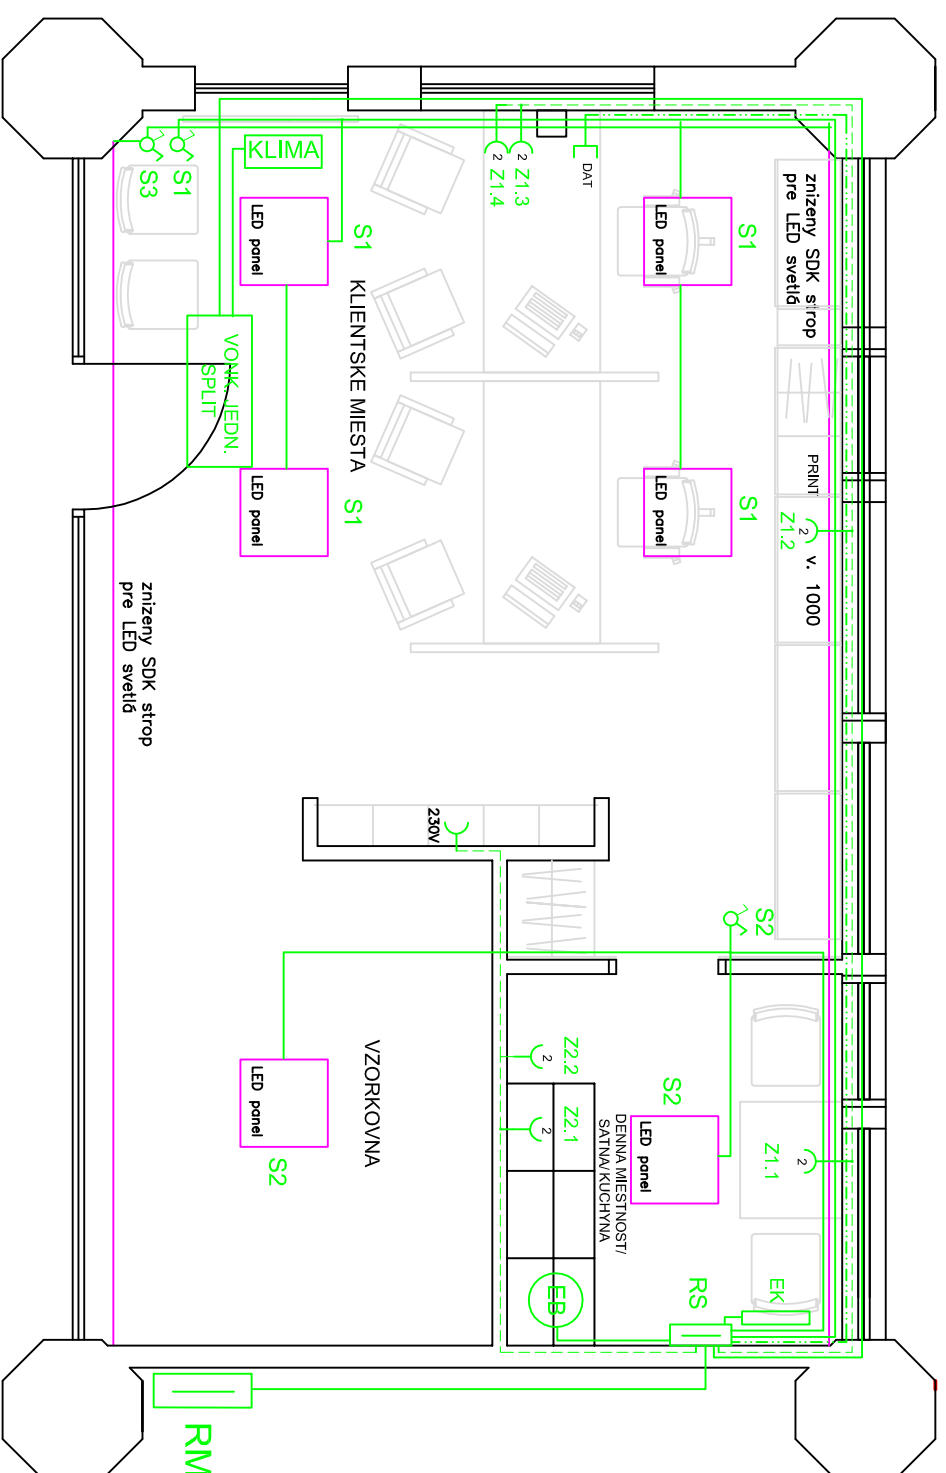 znizeny SDK strop
pre LED svetlá
KLIMA
S1
S3
Z1.3
2
Z1.4
2
DAT
LED panel
S1
LED panel
S1
KLIENTSKE MIESTA
VONK. JEDN.
SPLIT
LED panel
S1
LED panel
S1
PRINT
Z1.2
2
v. 1000
znizeny SDK strop
pre LED svetlá
230V
S2
VZORKOVNA
LED panel
S2
Z2.2
2
Z2.1
2
S2
LED panel
DENNA MIESTNOST/
SATNA/KUCHYNA
Z1.1
2
EK
RS
EB
RM